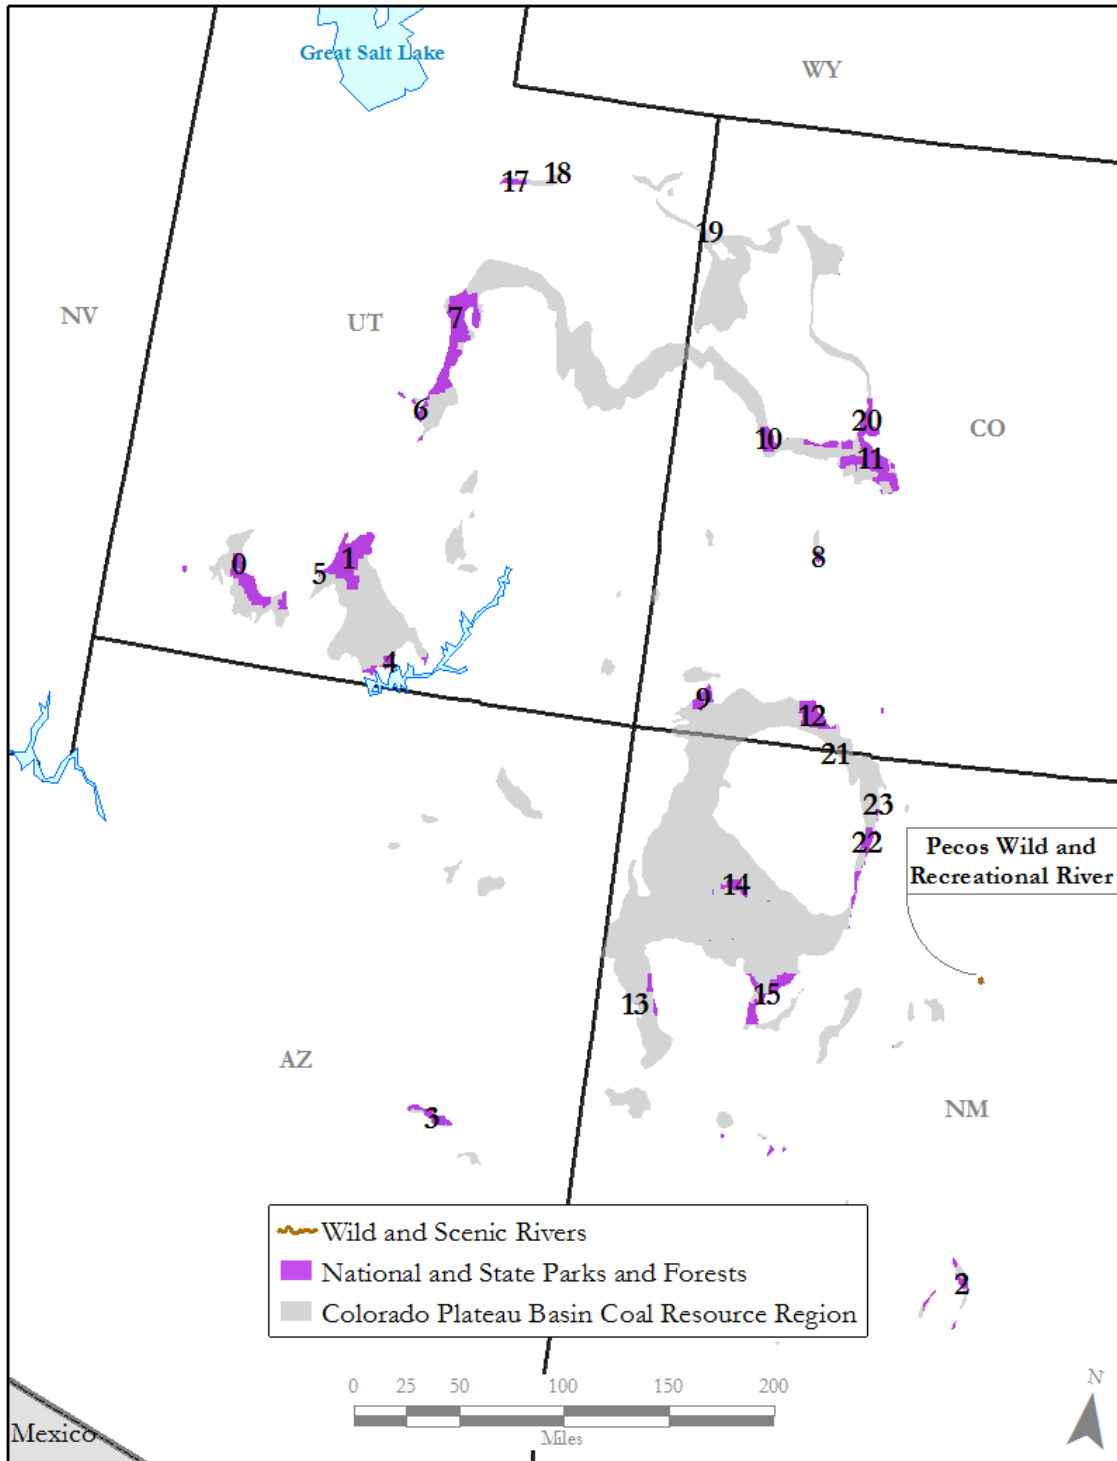 Great Salt Lake
WY
17
18
19
NV
UT
7
6
20
CO
10
11
0
1
5
8
4
9
12
21
23
22
Pecos Wild and
Recreational River
14
13
15
AZ
3
NM
2
Wild and Scenic Rivers
National and State Parks and Forests
Colorado Plateau Basin Coal Resource Region
0 25 50 100 150 200
Miles
N
Mexico